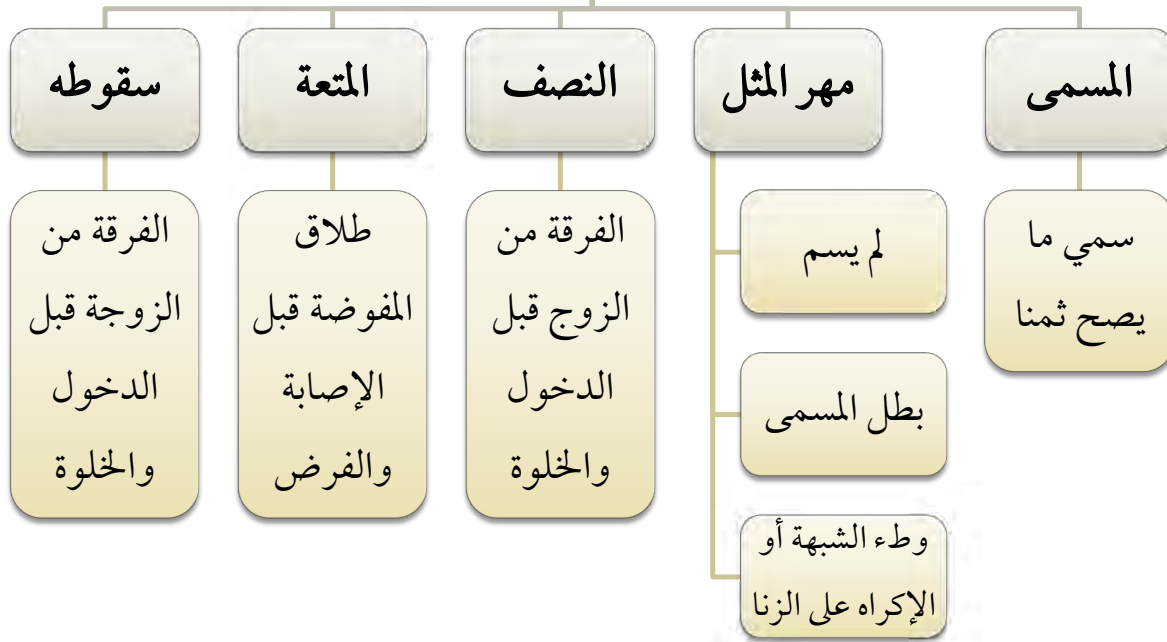 المسمى
مهر المثل
النصف
المتعة
سقوطه
سمي ما
يصح ثمنا
لم يسم
بطل المسمى
وطء الشبهة أو
الإكراه على الزنا
الفرقة من
الزوج قبل
الدخول
والخلوة
طلاق
المفوضة قبل
الإصابة
والفرض
الفرقة من
الزوجة قبل
الدخول
والخلوة